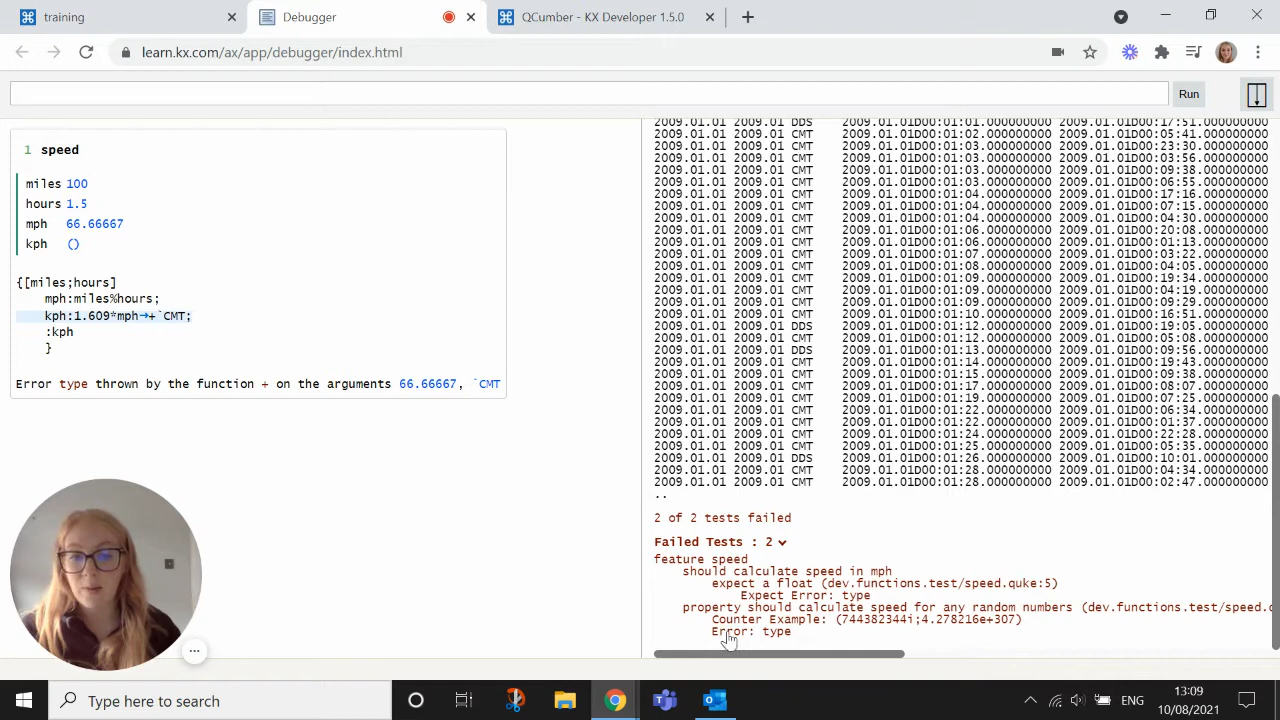 training
Debugger
QCumber - KX Developer 1.5.0
learn.kx.com/ax/app/debugger/index.html
Run
1 speed
miles 100
hours 1.5
mph 66.66667
kph ()
{[miles;hours]
mph:miles%hours;
kph:1.609*mph→+`CMT;
:kph
}
Error type thrown by the function + on the arguments 66.66667, `CMT
2009.01.01 2009.01 DDS 2009.01.01D00:01:01.000000000 2009.01.01D00:17:51.000000000
2009.01.01 2009.01 CMT 2009.01.01D00:01:02.000000000 2009.01.01D00:05:41.000000000
2009.01.01 2009.01 CMT 2009.01.01D00:01:03.000000000 2009.01.01D00:23:30.000000000
2009.01.01 2009.01 CMT 2009.01.01D00:01:03.000000000 2009.01.01D00:03:56.000000000
2009.01.01 2009.01 CMT 2009.01.01D00:01:03.000000000 2009.01.01D00:09:38.000000000
2009.01.01 2009.01 CMT 2009.01.01D00:01:03.000000000 2009.01.01D00:06:55.000000000
2009.01.01 2009.01 CMT 2009.01.01D00:01:04.000000000 2009.01.01D00:17:16.000000000
2009.01.01 2009.01 CMT 2009.01.01D00:01:04.000000000 2009.01.01D00:07:15.000000000
2009.01.01 2009.01 CMT 2009.01.01D00:01:04.000000000 2009.01.01D00:04:30.000000000
2009.01.01 2009.01 CMT 2009.01.01D00:01:06.000000000 2009.01.01D00:20:08.000000000
2009.01.01 2009.01 CMT 2009.01.01D00:01:06.000000000 2009.01.01D00:01:13.000000000
2009.01.01 2009.01 CMT 2009.01.01D00:01:07.000000000 2009.01.01D00:03:22.000000000
2009.01.01 2009.01 CMT 2009.01.01D00:01:08.000000000 2009.01.01D00:04:05.000000000
2009.01.01 2009.01 CMT 2009.01.01D00:01:09.000000000 2009.01.01D00:19:34.000000000
2009.01.01 2009.01 CMT 2009.01.01D00:01:09.000000000 2009.01.01D00:04:19.000000000
2009.01.01 2009.01 CMT 2009.01.01D00:01:09.000000000 2009.01.01D00:03:29.000000000
2009.01.01 2009.01 CMT 2009.01.01D00:01:10.000000000 2009.01.01D00:16:51.000000000
2009.01.01 2009.01 DDS 2009.01.01D00:01:12.000000000 2009.01.01D00:19:05.000000000
2009.01.01 2009.01 CMT 2009.01.01D00:01:12.000000000 2009.01.01D00:05:08.000000000
2009.01.01 2009.01 DDS 2009.01.01D00:01:13.000000000 2009.01.01D00:09:56.000000000
2009.01.01 2009.01 CMT 2009.01.01D00:01:14.000000000 2009.01.01D00:19:43.000000000
2009.01.01 2009.01 CMT 2009.01.01D00:01:15.000000000 2009.01.01D00:09:38.000000000
2009.01.01 2009.01 CMT 2009.01.01D00:01:17.000000000 2009.01.01D00:08:07.000000000
2009.01.01 2009.01 CMT 2009.01.01D00:01:19.000000000 2009.01.01D00:07:25.000000000
2009.01.01 2009.01 CMT 2009.01.01D00:01:22.000000000 2009.01.01D00:06:34.000000000
2009.01.01 2009.01 CMT 2009.01.01D00:01:22.000000000 2009.01.01D00:01:37.000000000
2009.01.01 2009.01 CMT 2009.01.01D00:01:24.000000000 2009.01.01D00:22:28.000000000
2009.01.01 2009.01 CMT 2009.01.01D00:01:25.000000000 2009.01.01D00:05:35.000000000
2009.01.01 2009.01 DDS 2009.01.01D00:01:26.000000000 2009.01.01D00:10:01.000000000
2009.01.01 2009.01 CMT 2009.01.01D00:01:28.000000000 2009.01.01D00:04:34.000000000
2009.01.01 2009.01 CMT 2009.01.01D00:01:28.000000000 2009.01.01D00:02:47.000000000
..
2 of 2 tests failed
Failed Tests : 2
feature speed
should calculate speed in mph
expect a float (dev.functions.test/speed.quke:5)
Expect Error: type
property should calculate speed for any random numbers (dev.functions.test/speed.
Counter Example: (744382344i;4.278216e+307)
Error: type
Type here to search
ENG
13:09
10/08/2021